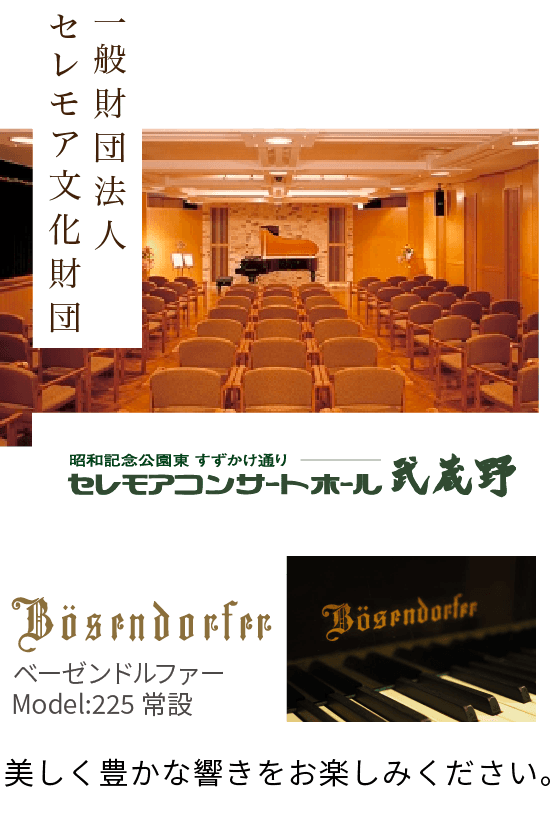 一般財団法人
セレモア文化財団
昭和記念公園東 すずかけ通り
セレモアコンサートホール 武蔵野
Bösendorfer
Bösendorfer
ベーゼンドルファー
Model:225 常設
美しく豊かな響きをお楽しみください。